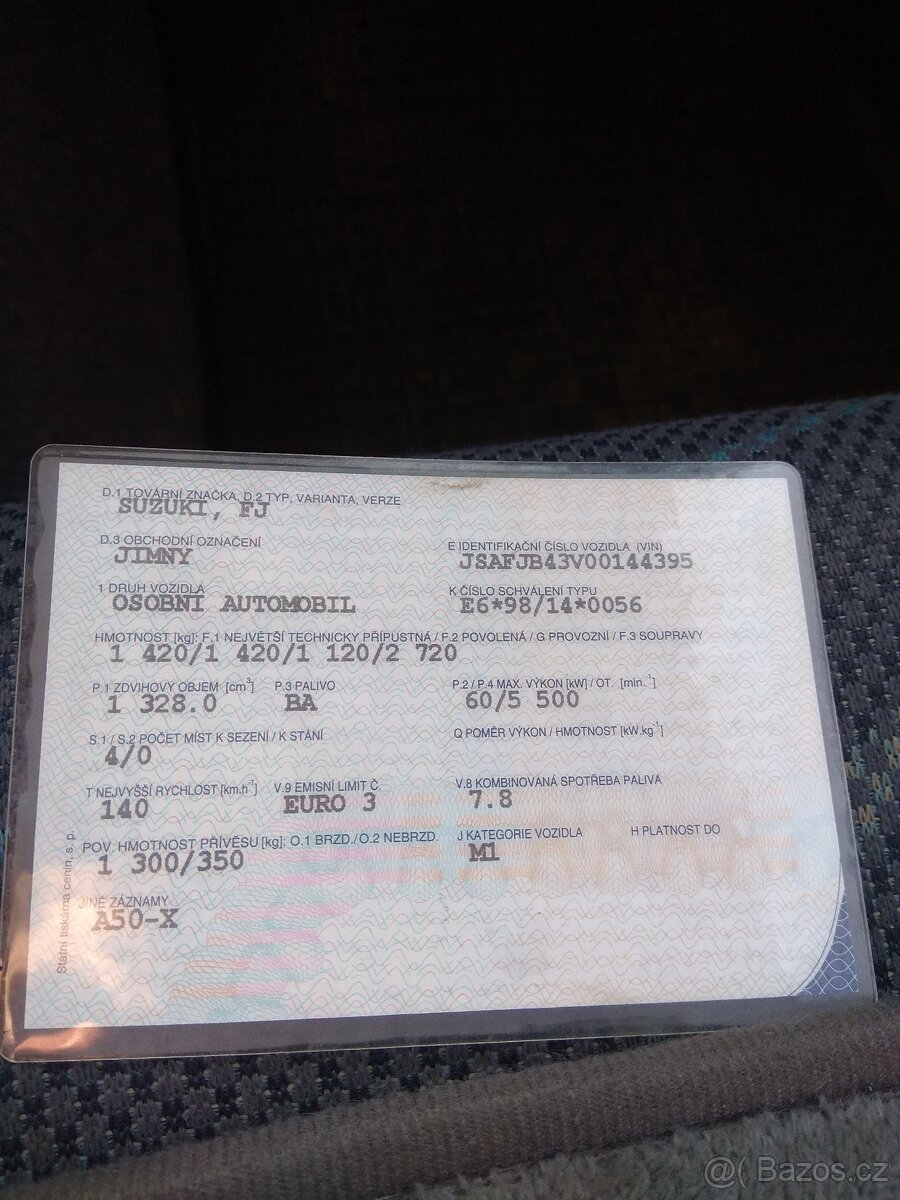 D.1 TOVÁRNÍ ZNAČKA, D.2 TYP, VARIANTA, VERZE
SUZUKI, FJ
D.3 OBCHODNÍ OZNAČENÍ
JIMNY
E IDENTIFIKAČNÍ ČÍSLO VOZIDLA (VIN)
JSAFJB43V00144395
1 DRUH VOZIDLA
OSOBNÍ AUTOMOBIL
K ČÍSLO SCHVÁLENÍ TYPU
E6*98/14*0056
HMOTNOST [kg]: F.1 NEJVĚTŠÍ TECHNICKY PŘÍPUSTNÁ / F.2 POVOLENÁ / G PROVOZNÍ / F.3 SOUPRAVY
1 420/1 420/1 120/2 720
P.1 ZDVIHOVÝ OBJEM [cm³]
1 328.0
P.3 PALIVO
BA
P.2 / P.4 MAX. VÝKON [kW] / OT. [min.⁻¹]
60/5 500
S.1 / S.2 POČET MÍST K SEZENÍ / K STÁNÍ
4/0
Q POMĚR VÝKON / HMOTNOST [kW.kg⁻¹]
T NEJVYŠŠÍ RYCHLOST [km.h⁻¹]
140
V.9 EMISNÍ LIMIT Č.
EURO 3
V.8 KOMBINOVANÁ SPOTŘEBA PALIVA
7.8
POV. HMOTNOST PŘÍVĚSU [kg]: O.1 BRZD. / O.2 NEBRZD.
1 300/350
J KATEGORIE VOZIDLA
M1
H PLATNOST DO
JINÉ ZÁZNAMY
A50-X
Státní tiskárna cenin, s. p.
@( Bazos.cz